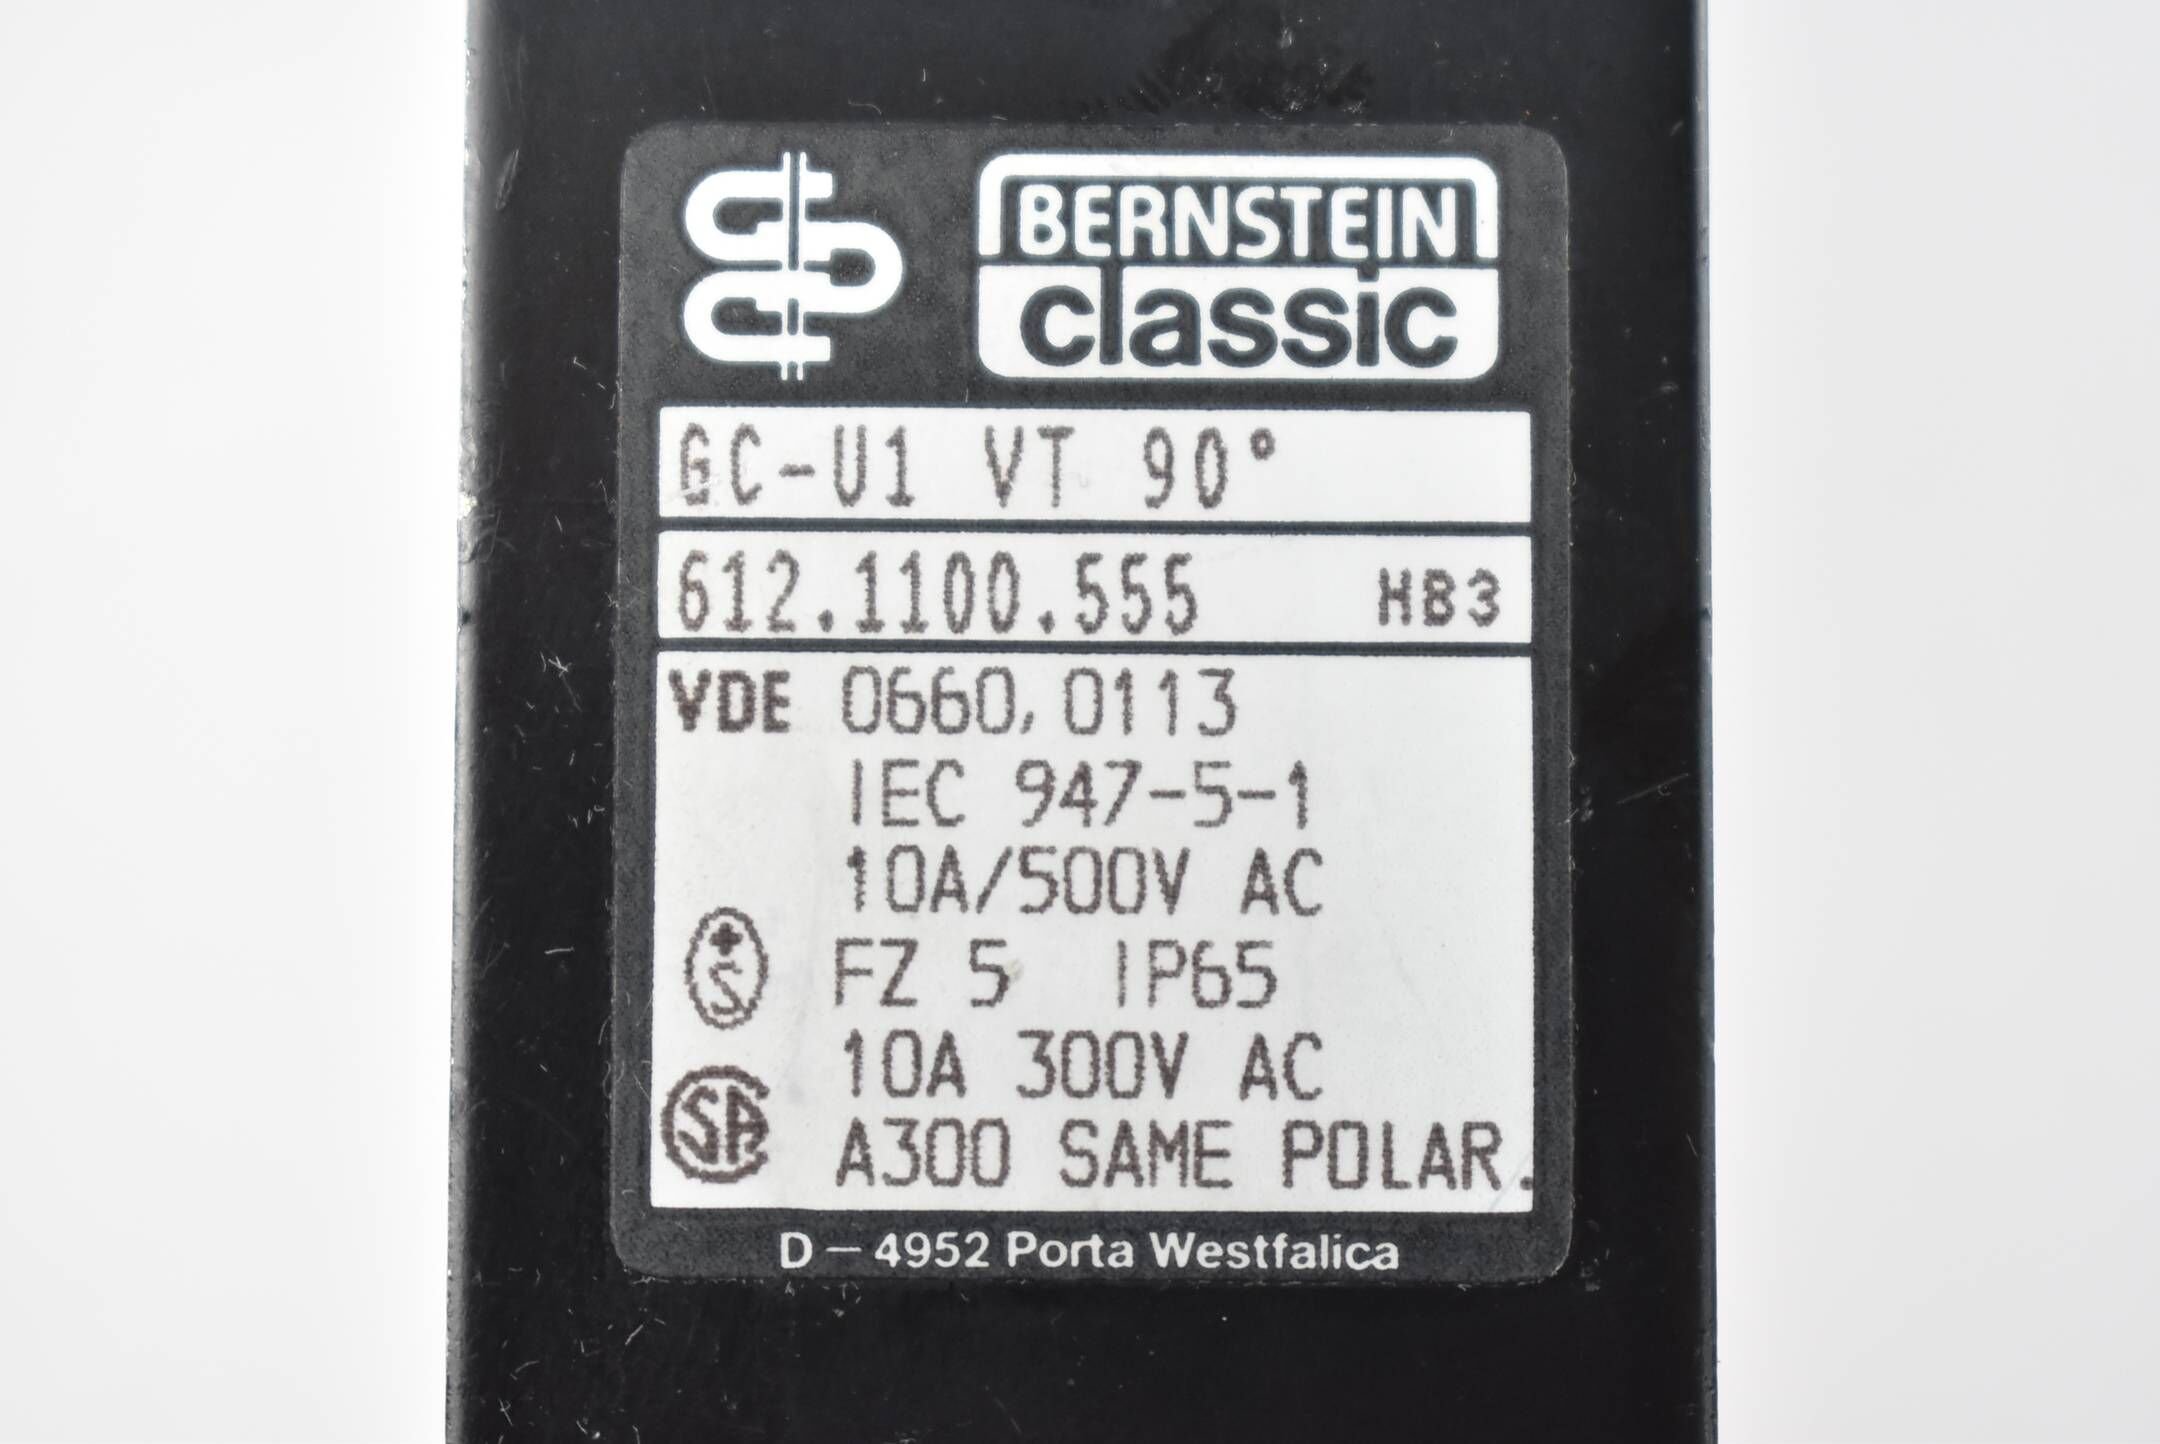 BERNSTEIN
classic
GC-U1 VT 90°
612.1100.555 HB3
VDE 0660, 0113
IEC 947-5-1
10A/500V AC
+S FZ 5 IP65
10A 300V AC
SA A300 SAME POLAR.
D – 4952 Porta Westfalica